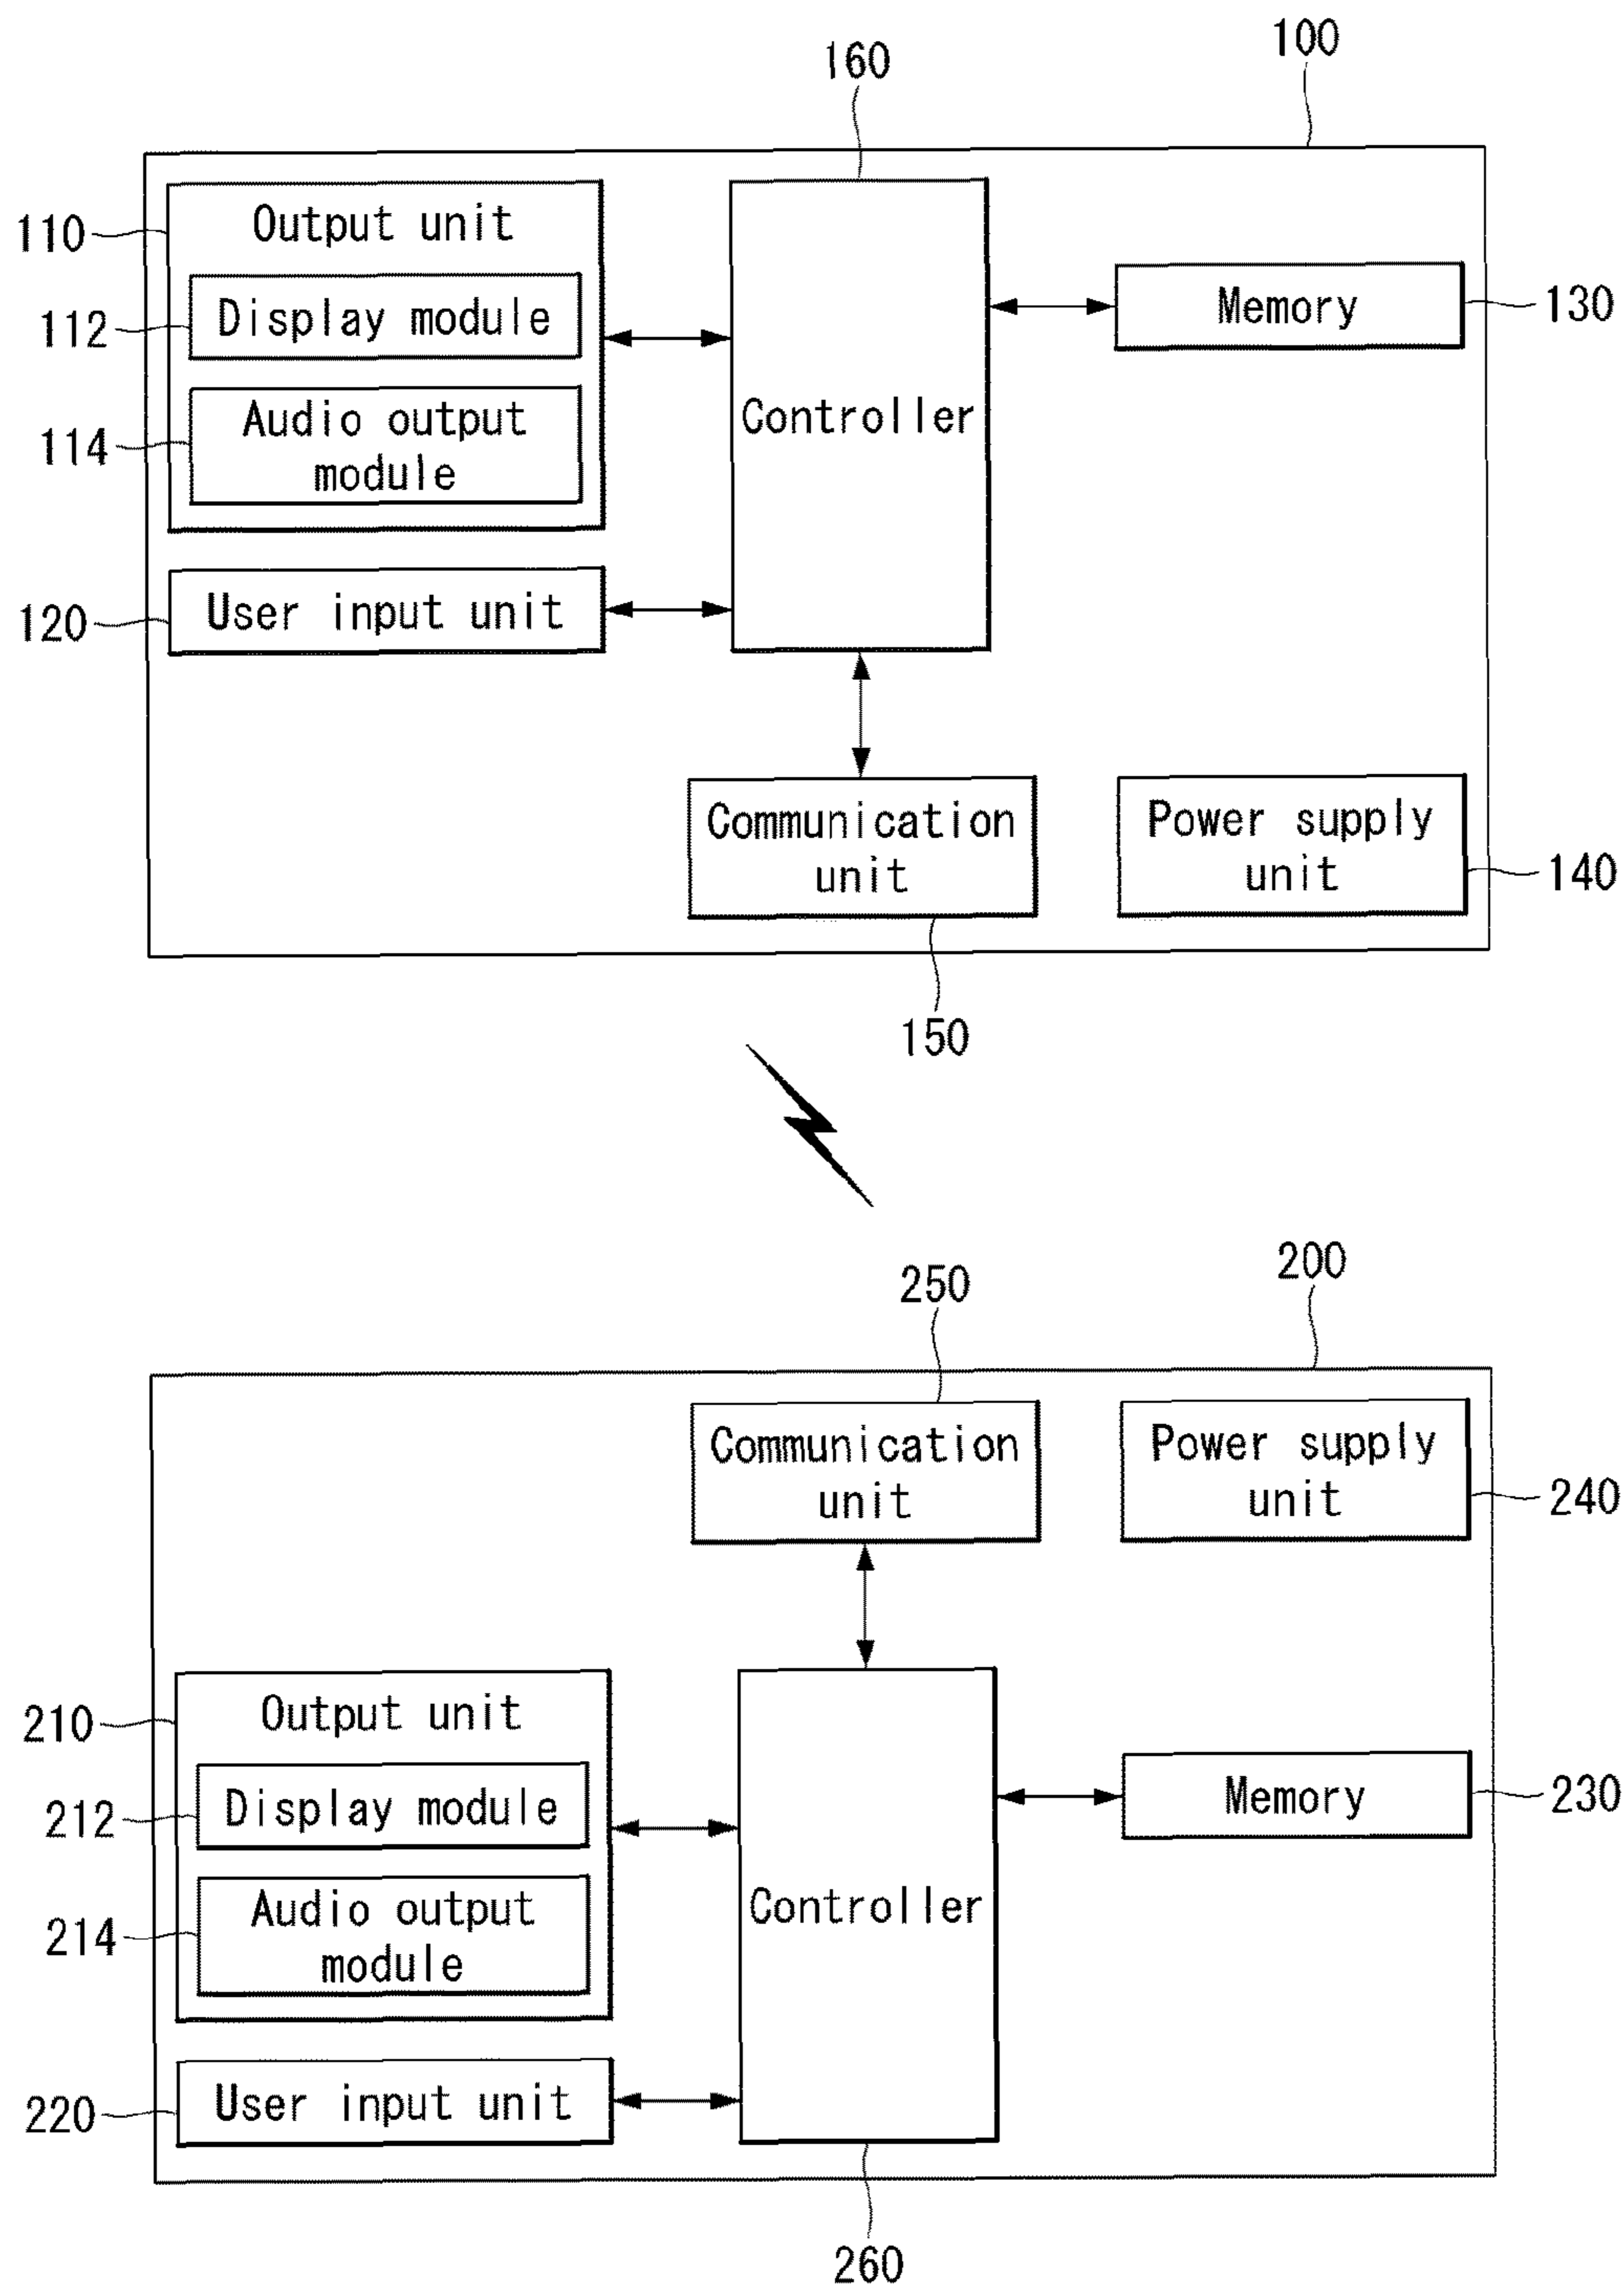 100
160
110
Output unit
112
Display module
114
Audio output
module
Controller
Memory
130
120
User input unit
Communication
unit
Power supply
unit
140
150
200
250
Communication
unit
Power supply
unit
240
210
Output unit
212
Display module
214
Audio output
module
Controller
Memory
230
220
User input unit
260